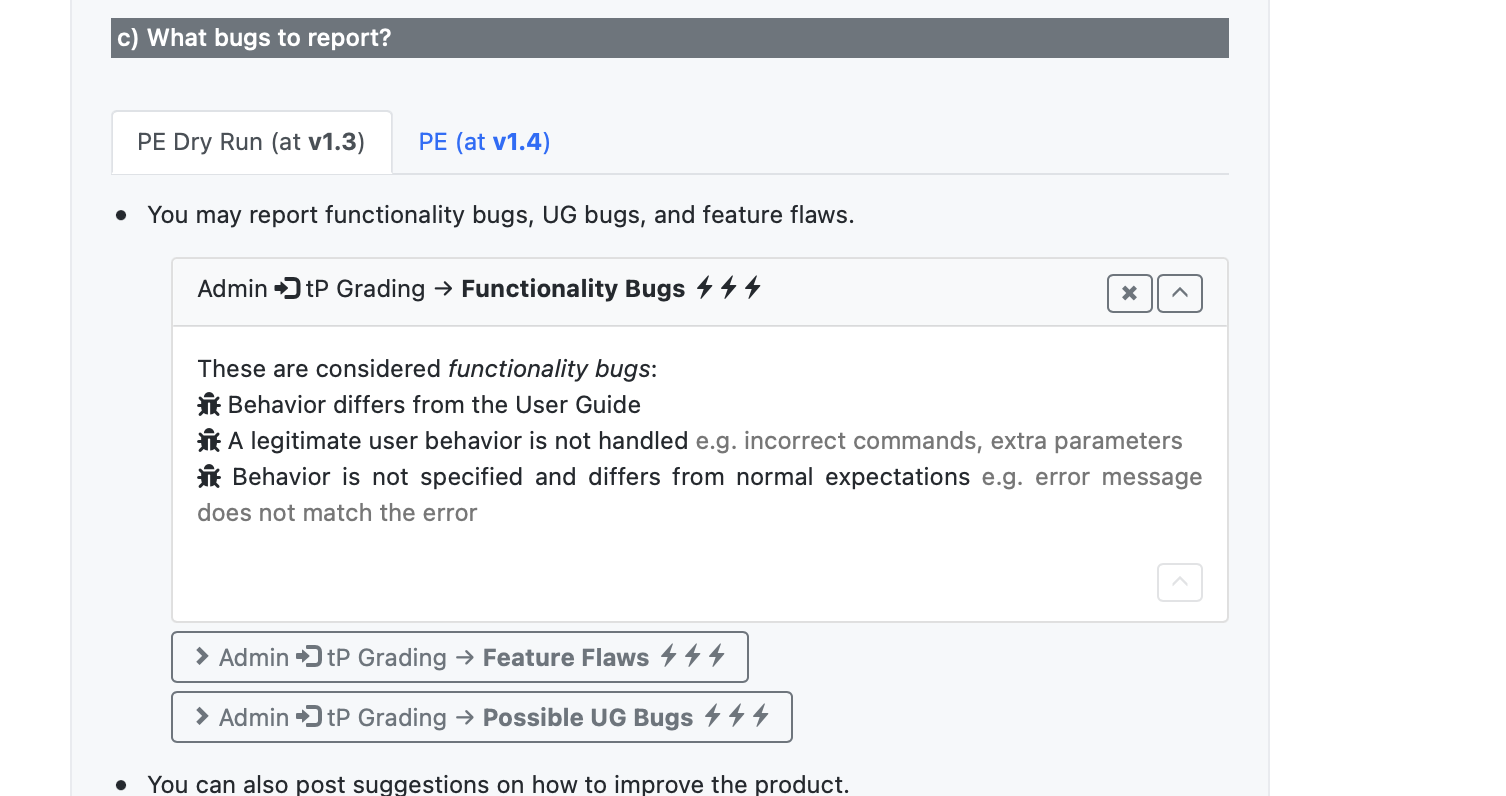 c) What bugs to report?
PE Dry Run (at v1.3)
PE (at v1.4)
You may report functionality bugs, UG bugs, and feature flaws.
Admin tP Grading → Functionality Bugs
These are considered functionality bugs:
Behavior differs from the User Guide
A legitimate user behavior is not handled e.g. incorrect commands, extra parameters
Behavior is not specified and differs from normal expectations e.g. error message
does not match the error
Admin tP Grading → Feature Flaws
Admin tP Grading → Possible UG Bugs
You can also post suggestions on how to improve the product.